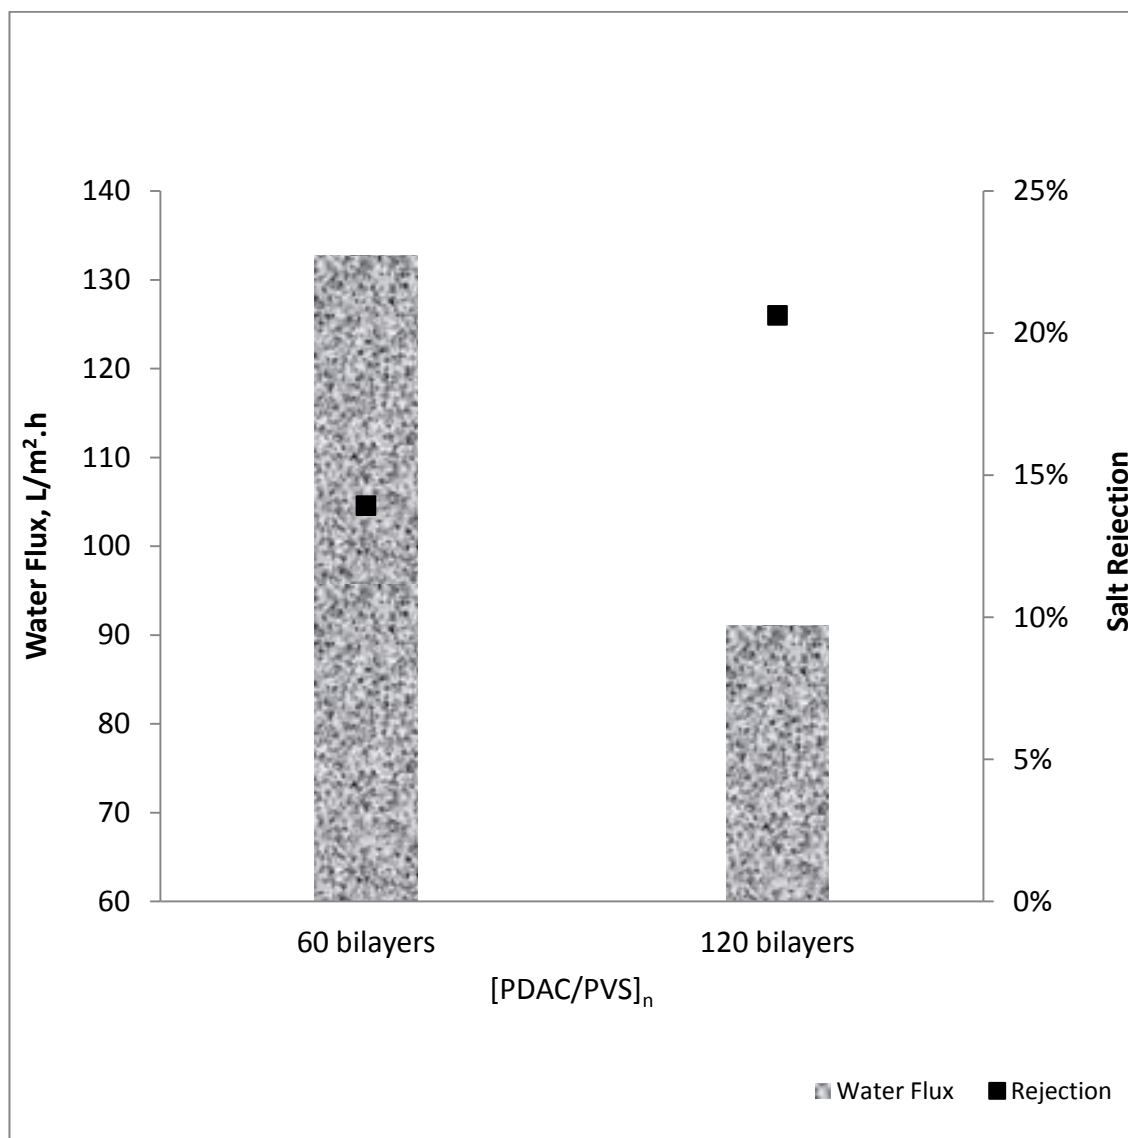 140
130
120
110
100
90
80
70
60
Water Flux, L/m².h
25%
20%
15%
10%
5%
0%
Salt Rejection
60 bilayers
120 bilayers
[PDAC/PVS]ₙ
Water Flux
Rejection